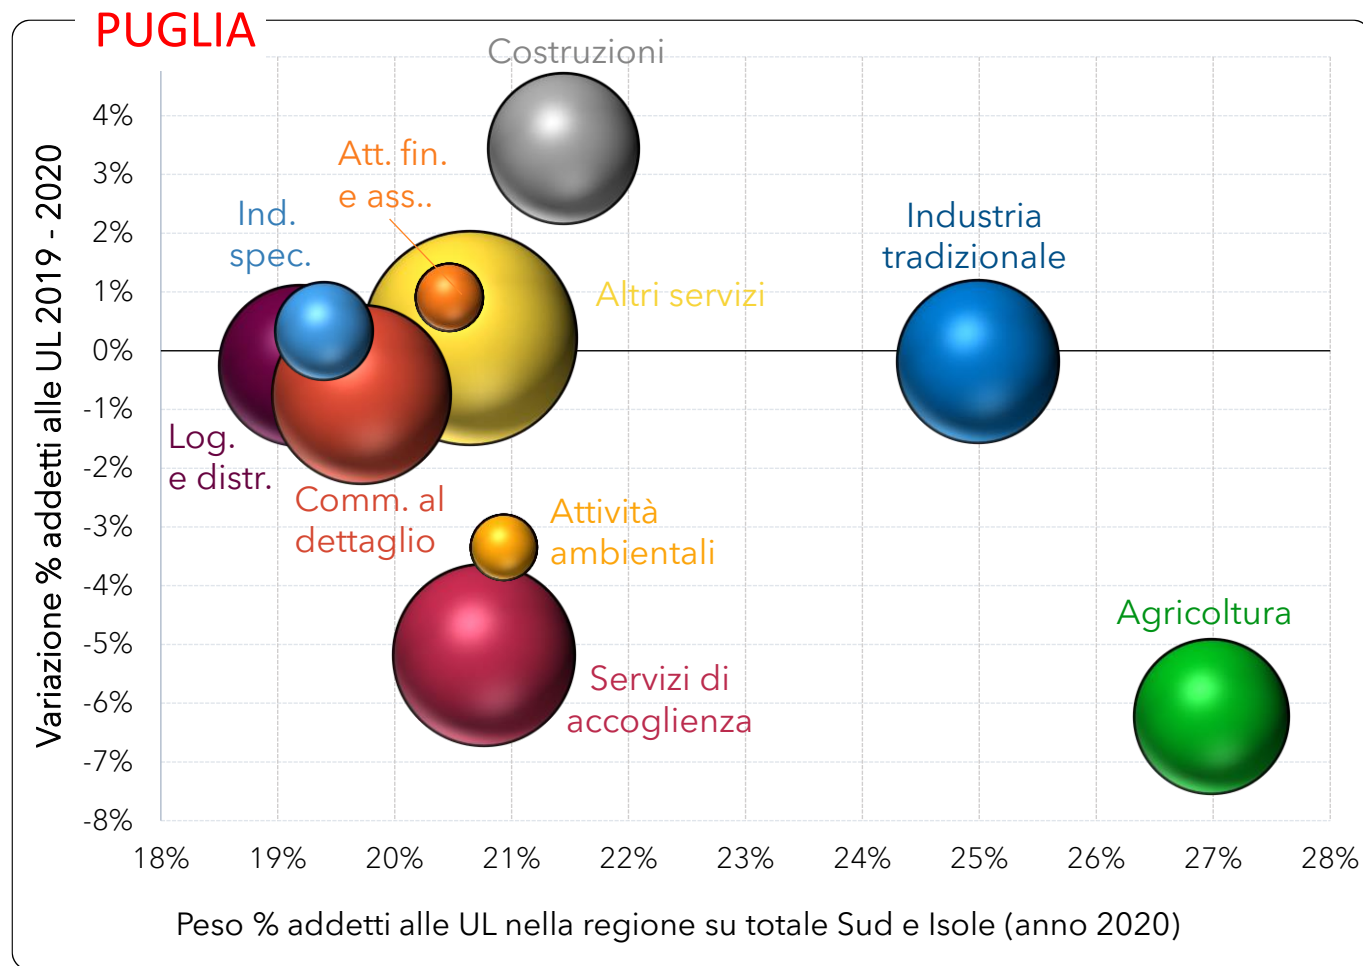 PUGLIA
Costruzioni
4%
Att. fin.
e ass..
3%
Ind.
spec.
Industria
tradizionale
2%
1%
Altri servizi
0%
-1%
Log.
e distr.
-2%
Comm. al
dettaglio
-3%
Attività
ambientali
-4%
Agricoltura
-5%
Servizi di
accoglienza
-6%
-7%
-8%
Variazione % addetti alle UL 2019 - 2020
18% 19% 20% 21% 22% 23% 24% 25% 26% 27% 28%
Peso % addetti alle UL nella regione su totale Sud e Isole (anno 2020)